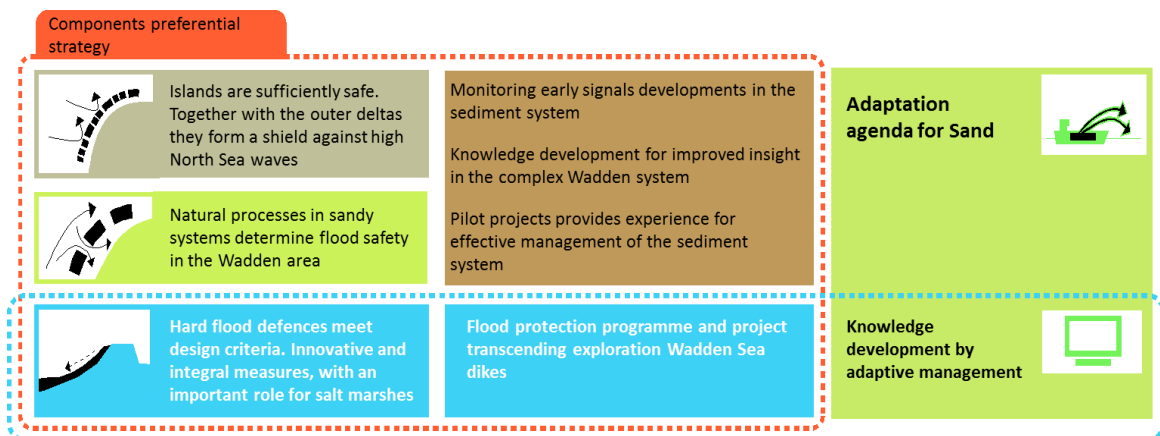 Components preferential
strategy
Islands are sufficiently safe.
Together with the outer deltas
they form a shield against high
North Sea waves
Natural processes in sandy
systems determine flood safety
in the Wadden area
Hard flood defences meet
design criteria. Innovative and
integral measures, with an
important role for salt marshes
Monitoring early signals developments in the
sediment system
Knowledge development for improved insight
in the complex Wadden system
Pilot projects provides experience for
effective management of the sediment
system
Flood protection programme and project
transcending exploration Wadden Sea
dikes
Adaptation
agenda for Sand
Knowledge
development by
adaptive management